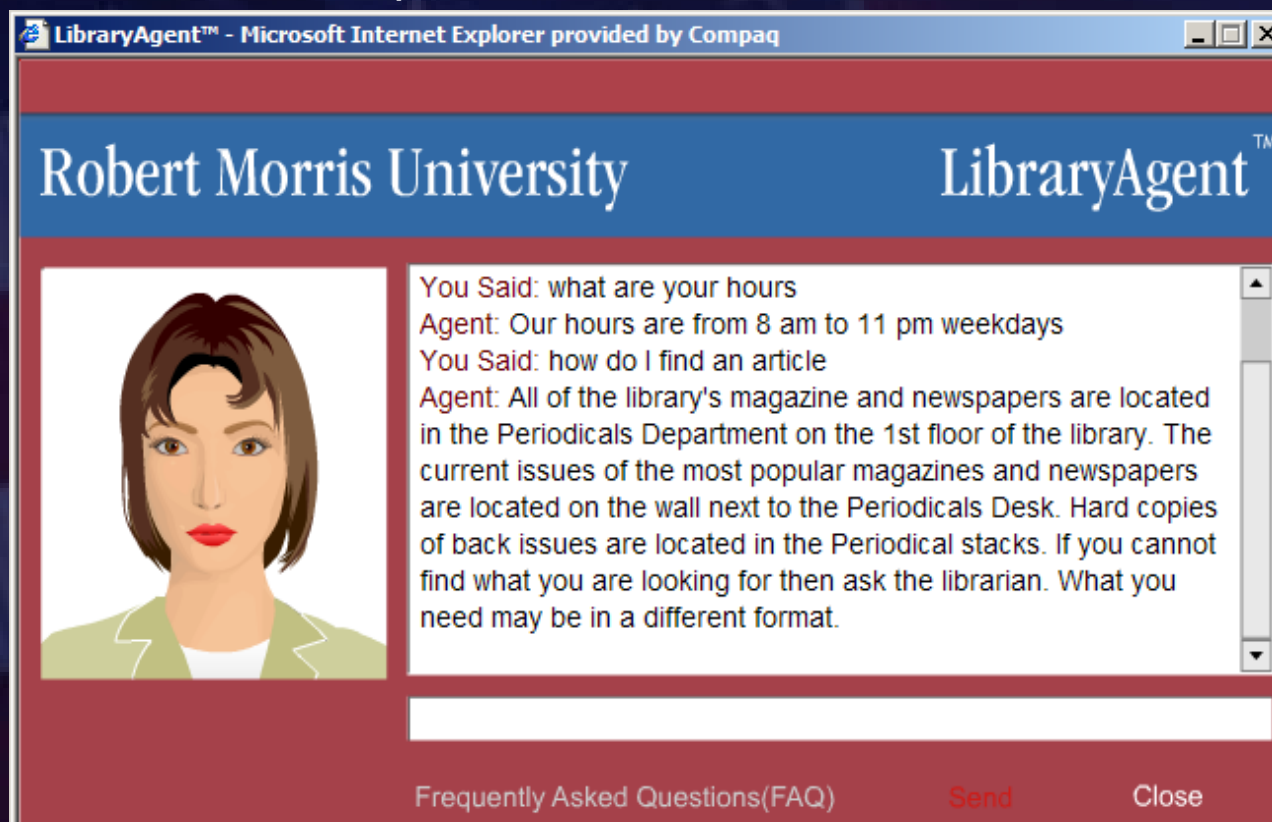 LibraryAgent™ - Microsoft Internet Explorer provided by Compaq
Robert Morris University
LibraryAgent™
You Said: what are your hours
Agent: Our hours are from 8 am to 11 pm weekdays
You Said: how do I find an article
Agent: All of the library's magazine and newspapers are located
in the Periodicals Department on the 1st floor of the library. The
current issues of the most popular magazines and newspapers
are located on the wall next to the Periodicals Desk. Hard copies
of back issues are located in the Periodical stacks. If you cannot
find what you are looking for then ask the librarian. What you
need may be in a different format.
Frequently Asked Questions(FAQ) Send Close